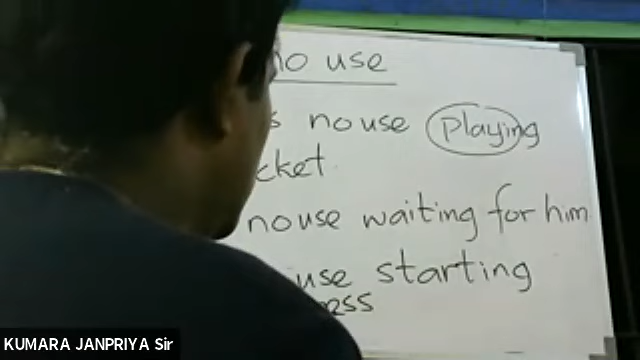 no use
s no use playing
cket
no use waiting for him
use starting
ess
KUMARA JANPRIYA Sir